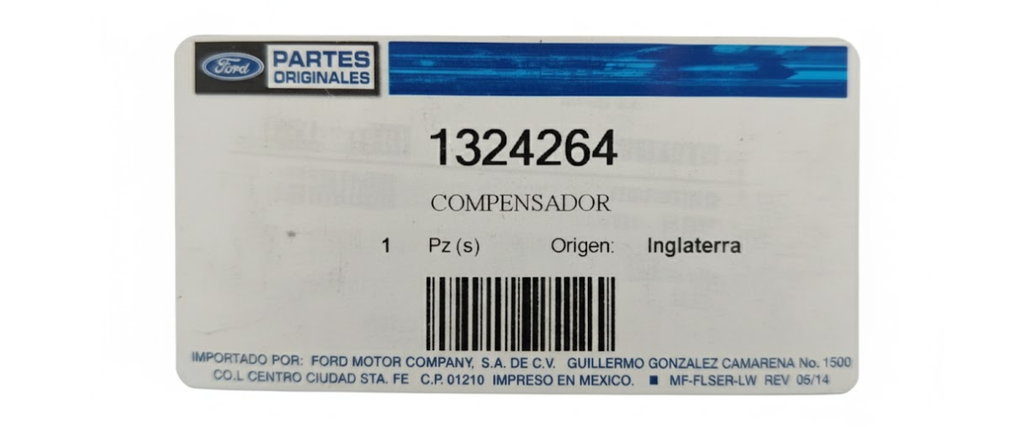 Ford PARTES
ORIGINALES
1324264
COMPENSADOR
1 Pz (s) Origen: Inglaterra
IMPORTADO POR: FORD MOTOR COMPANY, S.A. DE C.V. GUILLERMO GONZALEZ CAMARENA No. 1500
CO.L CENTRO CIUDAD STA. FE C.P. 01210 IMPRESO EN MEXICO. ■ MF-FLSER-LW REV 05/14